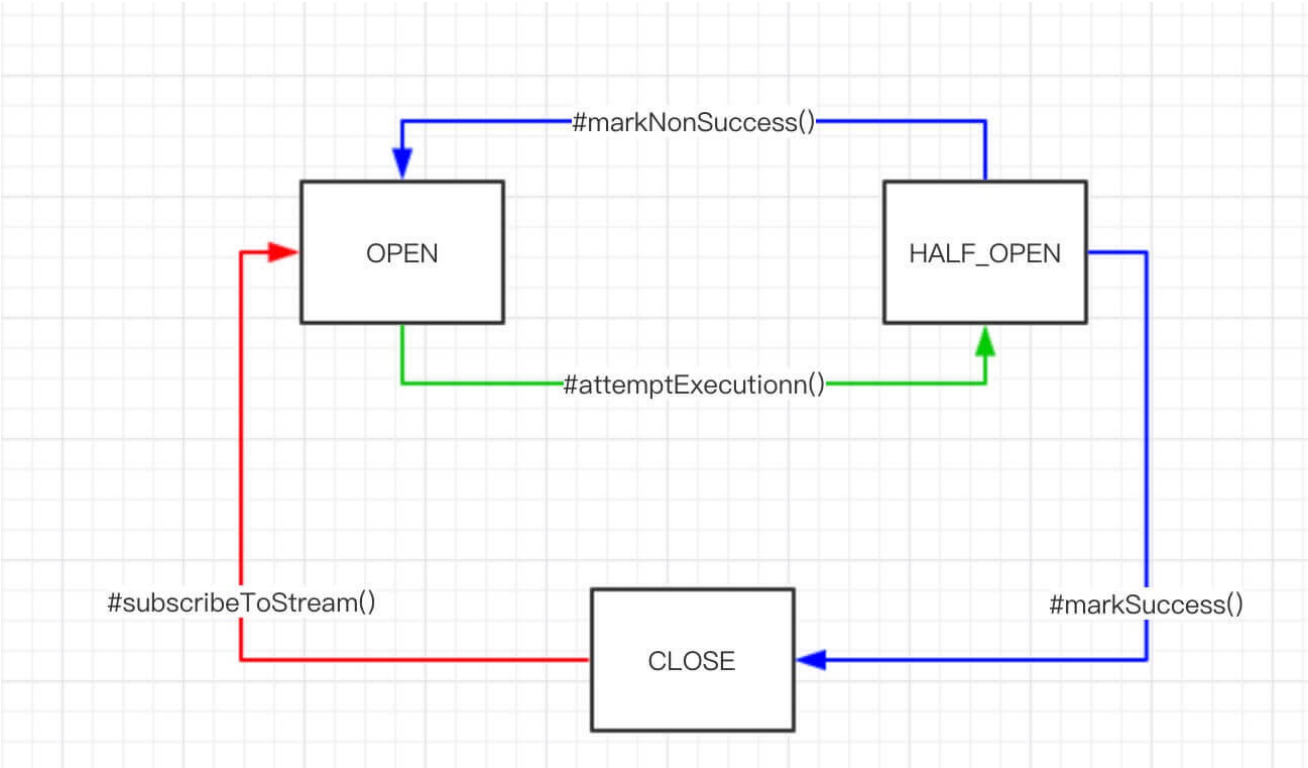 #markNonSuccess()
OPEN
HALF_OPEN
#attemptExecutionn()
#subscribeToStream()
#markSuccess()
CLOSE